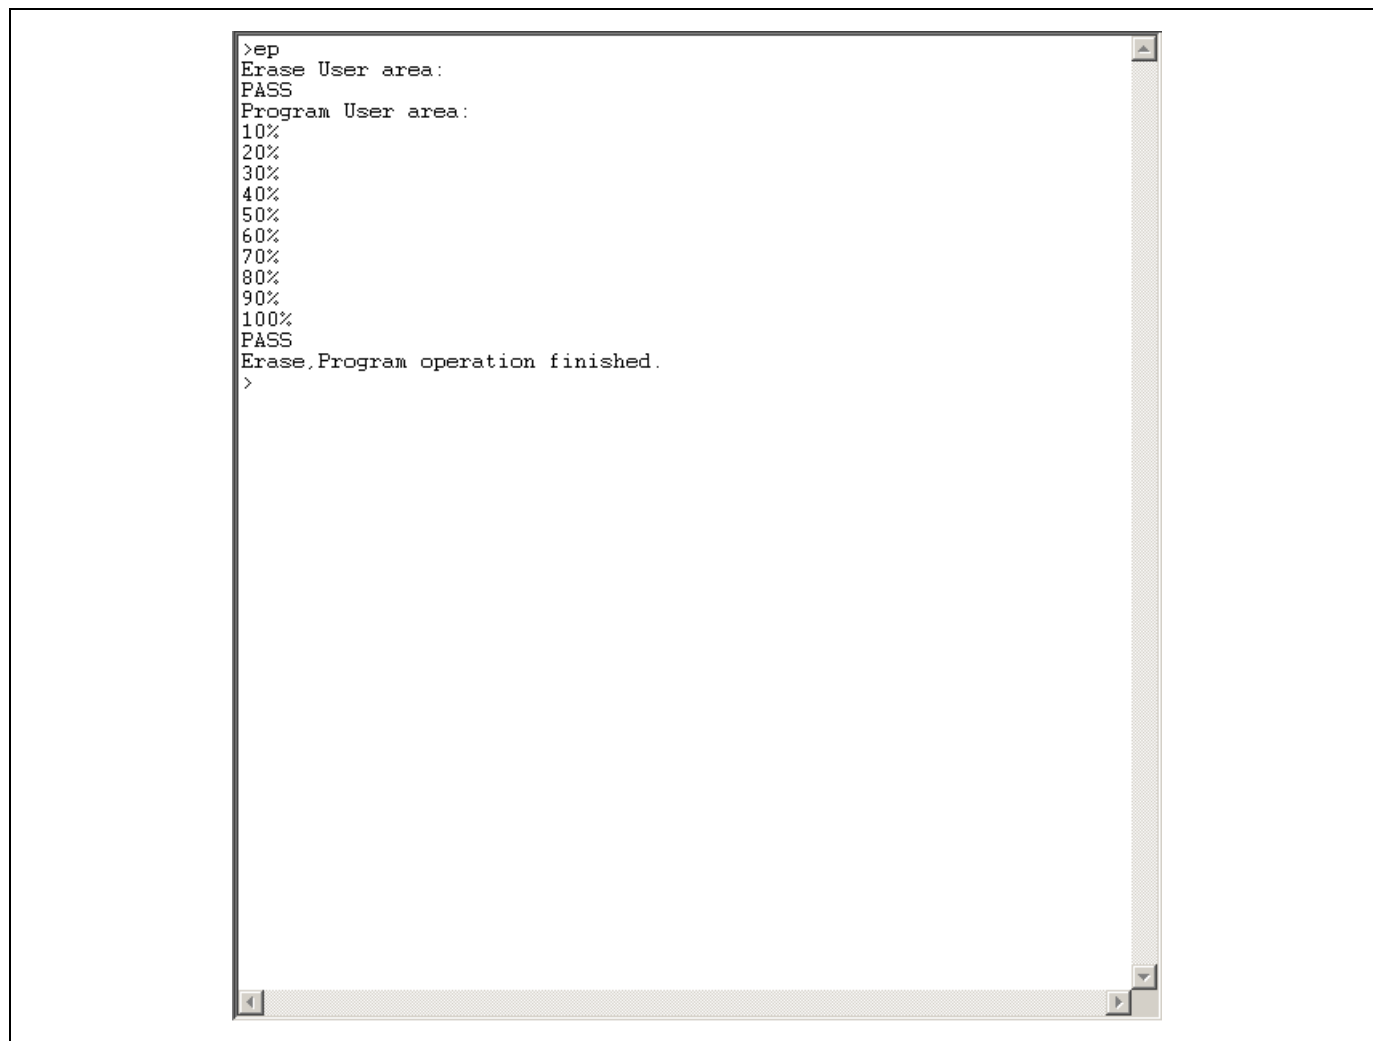 >ep
Erase User area:
PASS
Program User area:
10%
20%
30%
40%
50%
60%
70%
80%
90%
100%
PASS
Erase,Program operation finished.
>